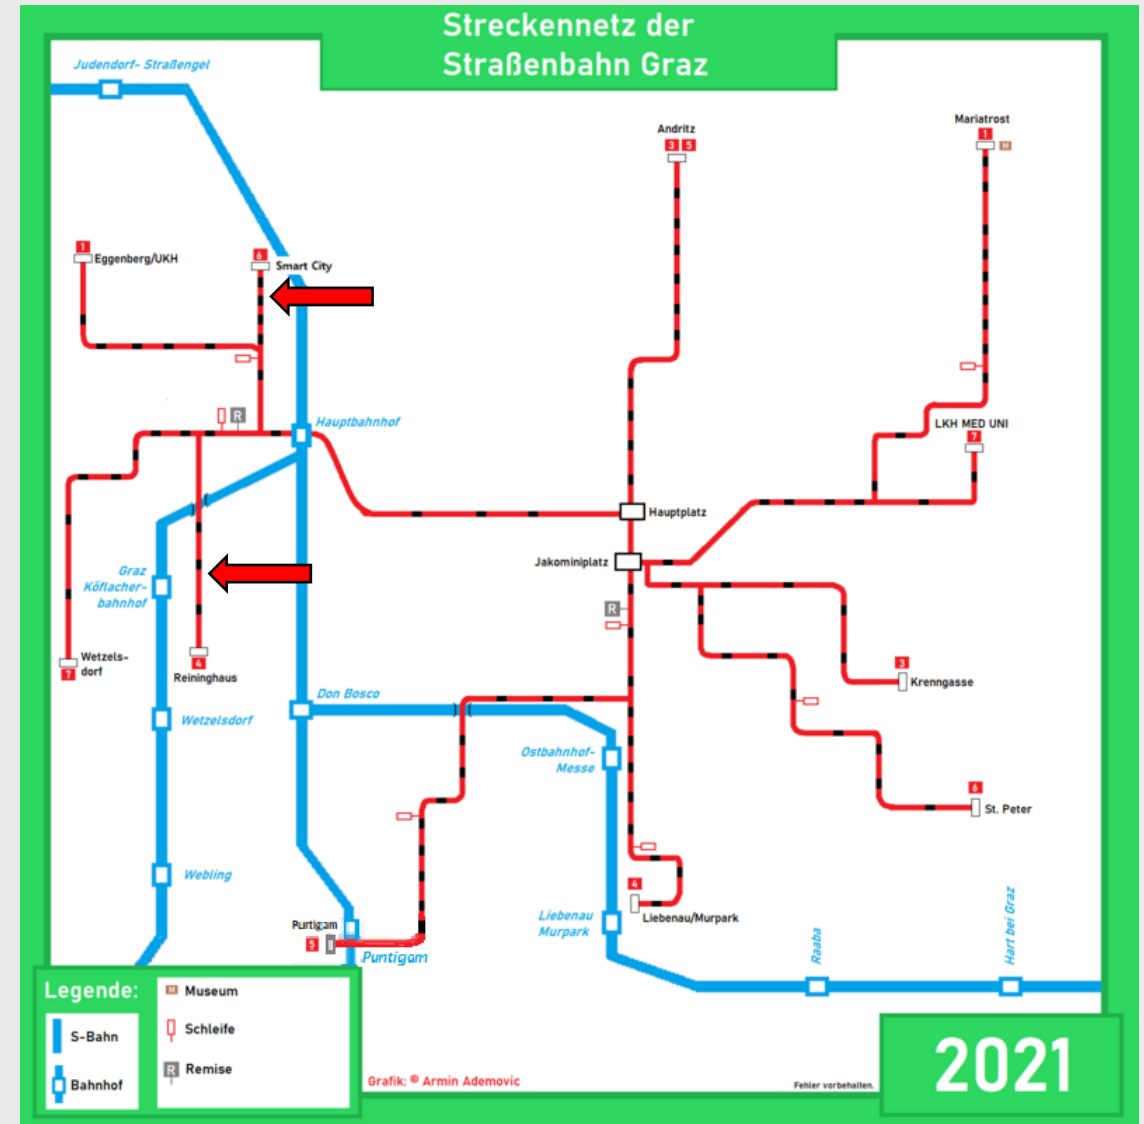 Streckennetz der
Straßenbahn Graz
Judendorf- Straßengel
Mariatrost
1
M
Andritz
3 5
1
Eggenberg/UKH
6
Smart City
R
Hauptbahnhof
LKH MED UNI
7
Hauptplatz
Jakominiplatz
Graz
Köflacher-
bahnhof
R
Wetzels-
dorf
7
4
Reininghaus
3
Krenngasse
Don Bosco
Wetzelsdorf
Ostbahnhof-
Messe
6
St. Peter
Webling
4
Liebenau/Murpark
Liebenau
Murpark
Raaba
Hart bei Graz
Purtigam
5
Puntigam
Legende:
M Museum
S-Bahn
Schleife
Bahnhof
R Remise
Grafik: © Armin Ademovic
Fehler vorbehalten.
2021